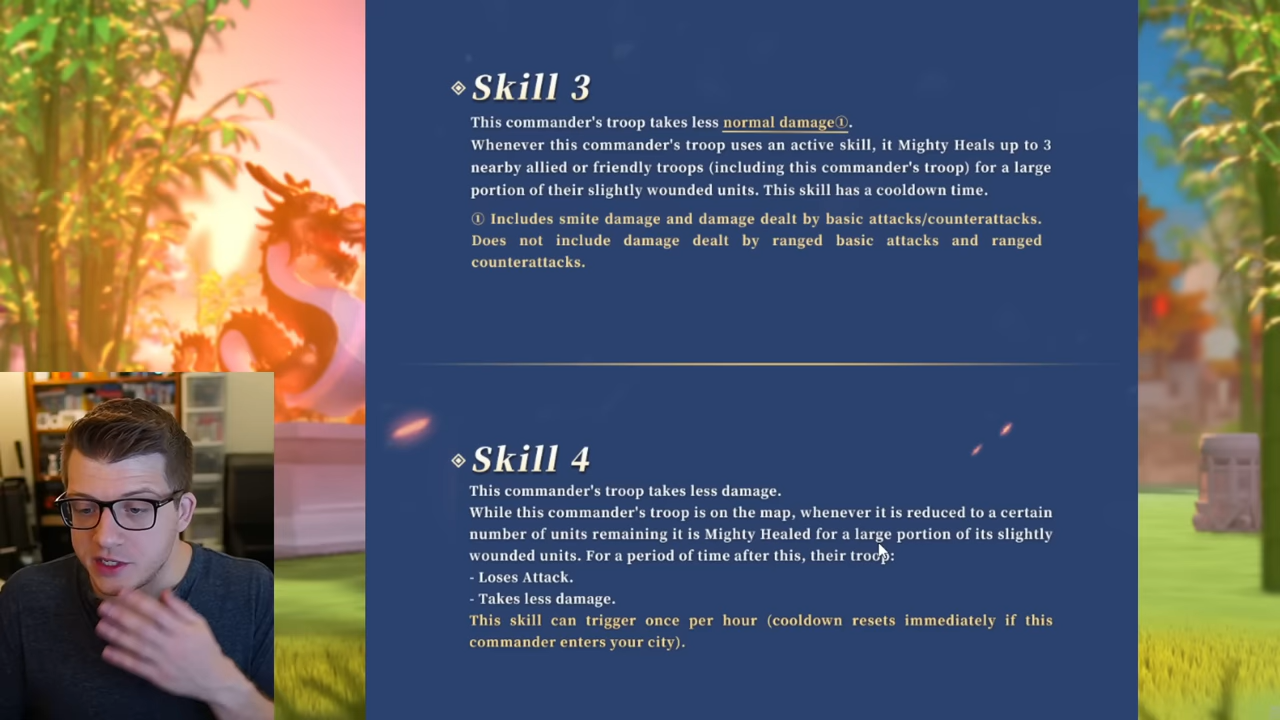 Skill 3
This commander's troop takes less normal damage①.
Whenever this commander's troop uses an active skill, it Mighty Heals up to 3
nearby allied or friendly troops (including this commander's troop) for a large
portion of their slightly wounded units. This skill has a cooldown time.
① Includes smite damage and damage dealt by basic attacks/counterattacks.
Does not include damage dealt by ranged basic attacks and ranged
counterattacks.
Skill 4
This commander's troop takes less damage.
While this commander's troop is on the map, whenever it is reduced to a certain
number of units remaining it is Mighty Healed for a large portion of its slightly
wounded units. For a period of time after this, their troop:
- Loses Attack.
- Takes less damage.
This skill can trigger once per hour (cooldown resets immediately if this
commander enters your city).